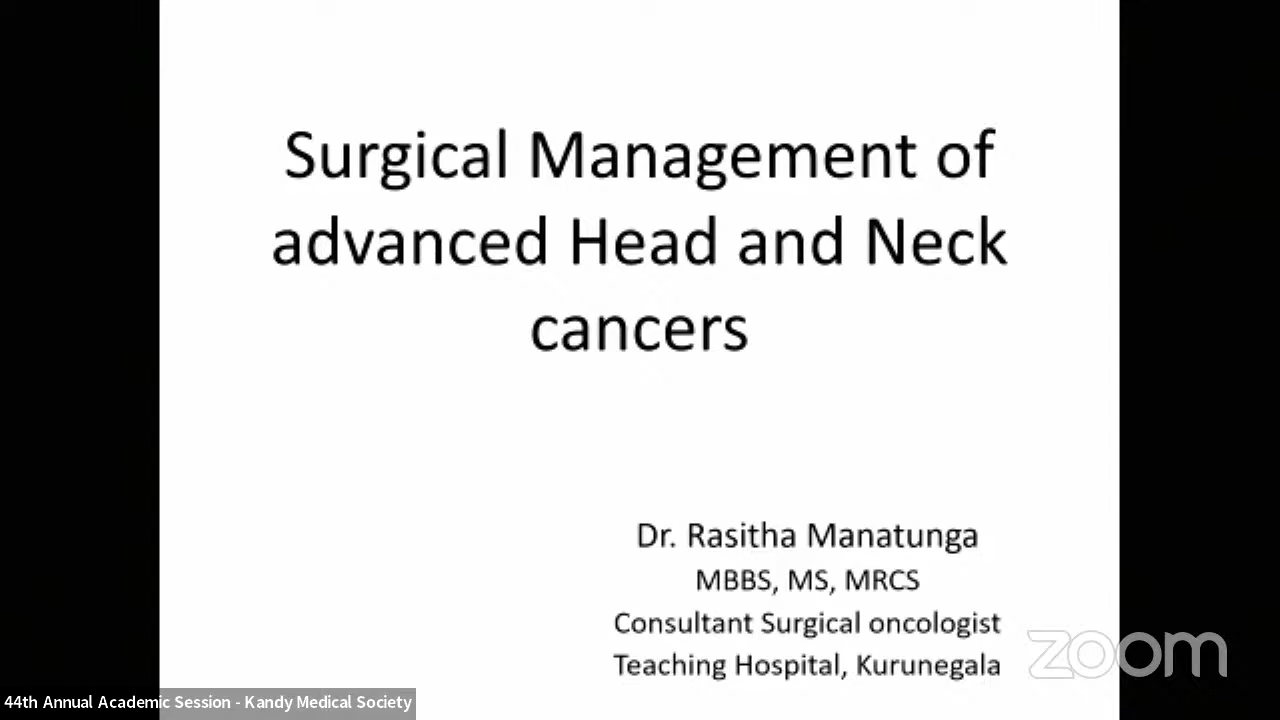 Surgical Management of
advanced Head and Neck
cancers
Dr. Rasitha Manatunga
MBBS, MS, MRCS
Consultant Surgical oncologist
Teaching Hospital, Kurunegala
zoom
44th Annual Academic Session - Kandy Medical Society